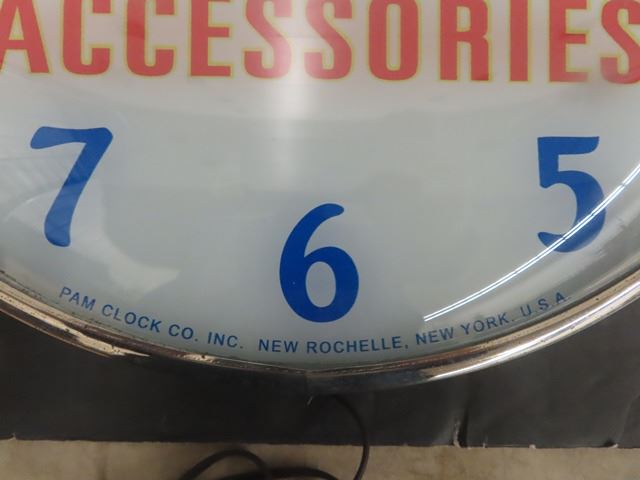 ACCESSORIES
7 6 5
PAM CLOCK CO. INC. NEW ROCHELLE, NEW YORK. U.S.A.